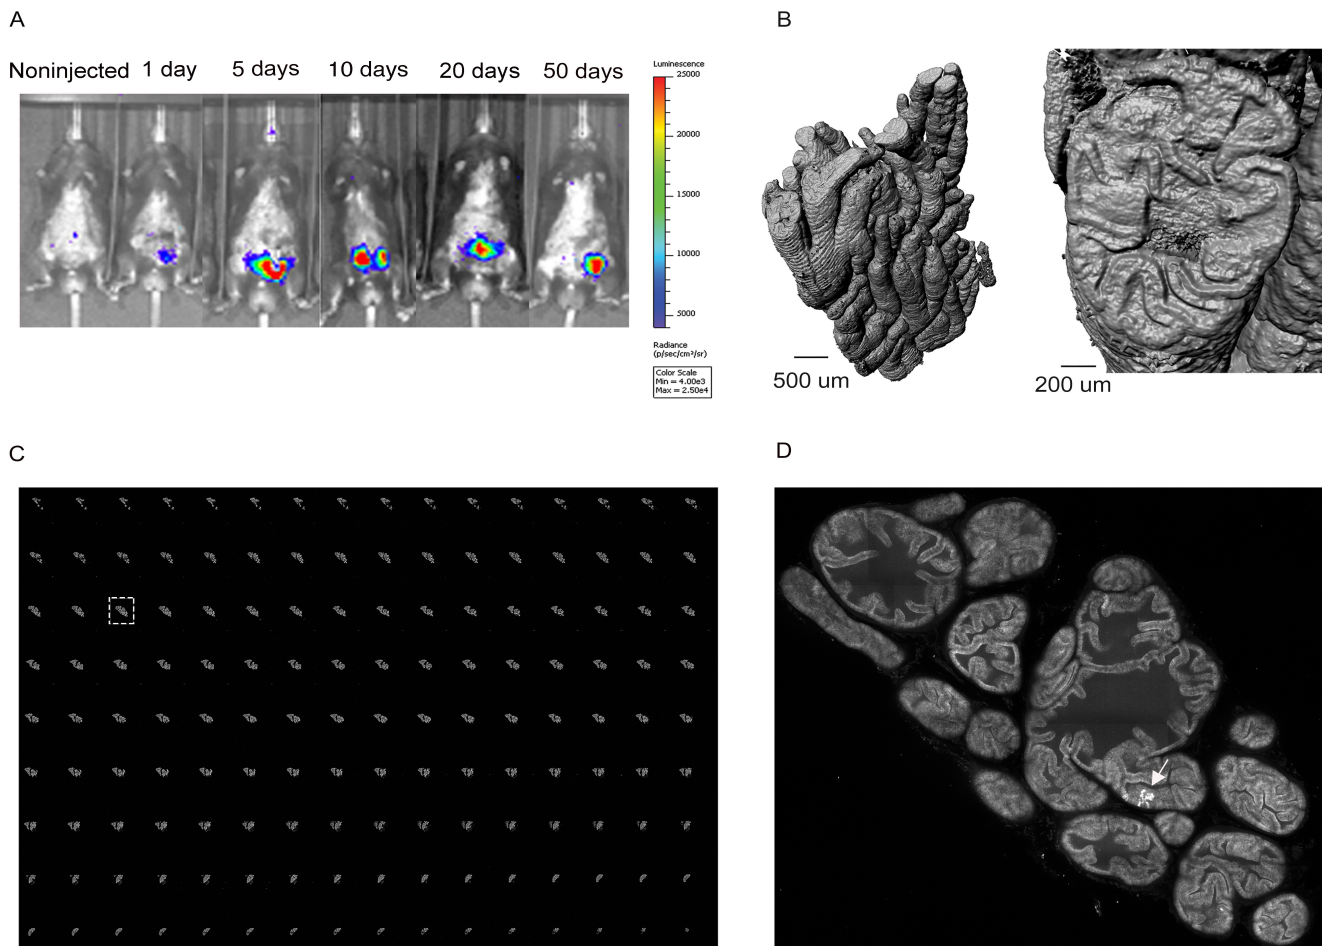 A
B
Noninjected 1 day 5 days 10 days 20 days 50 days
Luminescence
25000
20000
15000
10000
5000
Radiance
(p/sec/cm²/sr)
Color Scale
Min = 4.00e3
Max = 2.50e4
500 um
200 um
C
D